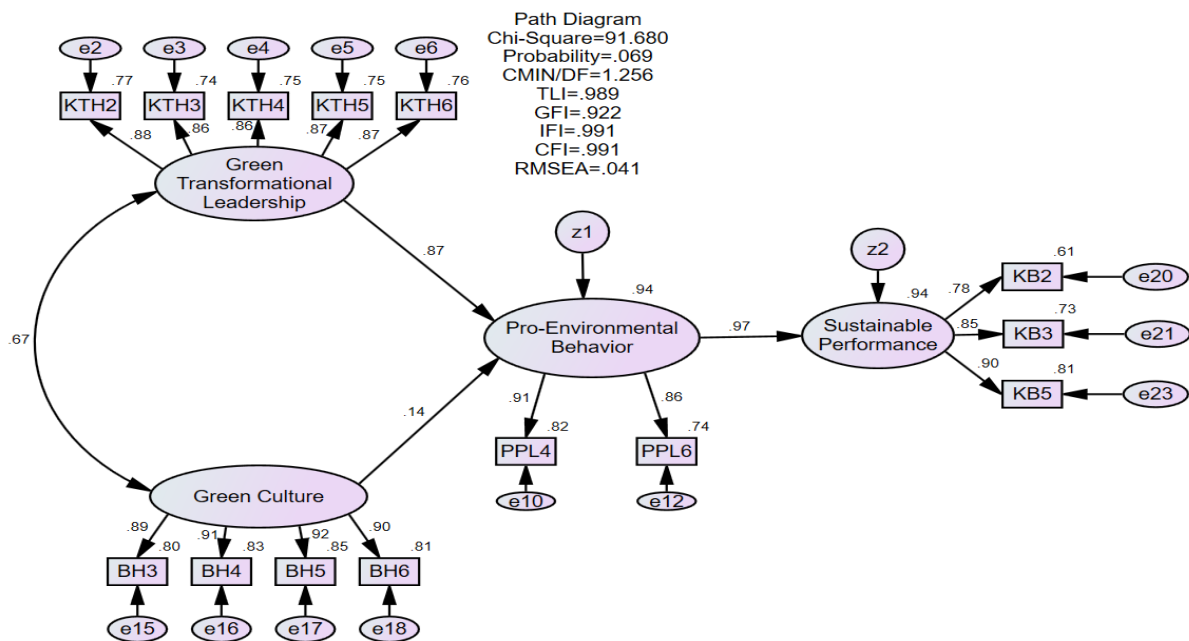 Path Diagram
Chi-Square=91.680
Probability=.069
CMIN/DF=1.256
TLI=.989
GFI=.922
IFI=.991
CFI=.991
RMSEA=.041
e2 e3 e4 e5 e6
.77 .74 .75 .75 .76
KTH2 KTH3 KTH4 KTH5 KTH6
.88 .86 .86 .87 .87
Green
Transformational
Leadership
z1
z2
.61
.87
KB2
e20
.78
.94
.94
.73
.67
Pro-Environmental
Behavior
.97
Sustainable
Performance
.85
KB3
e21
.90
.81
.14
.91
.86
KB5
e23
.82
.74
PPL4
PPL6
Green Culture
e10
e12
.89 .91 .92 .90
.80 .83 .85 .81
BH3 BH4 BH5 BH6
e15 e16 e17 e18